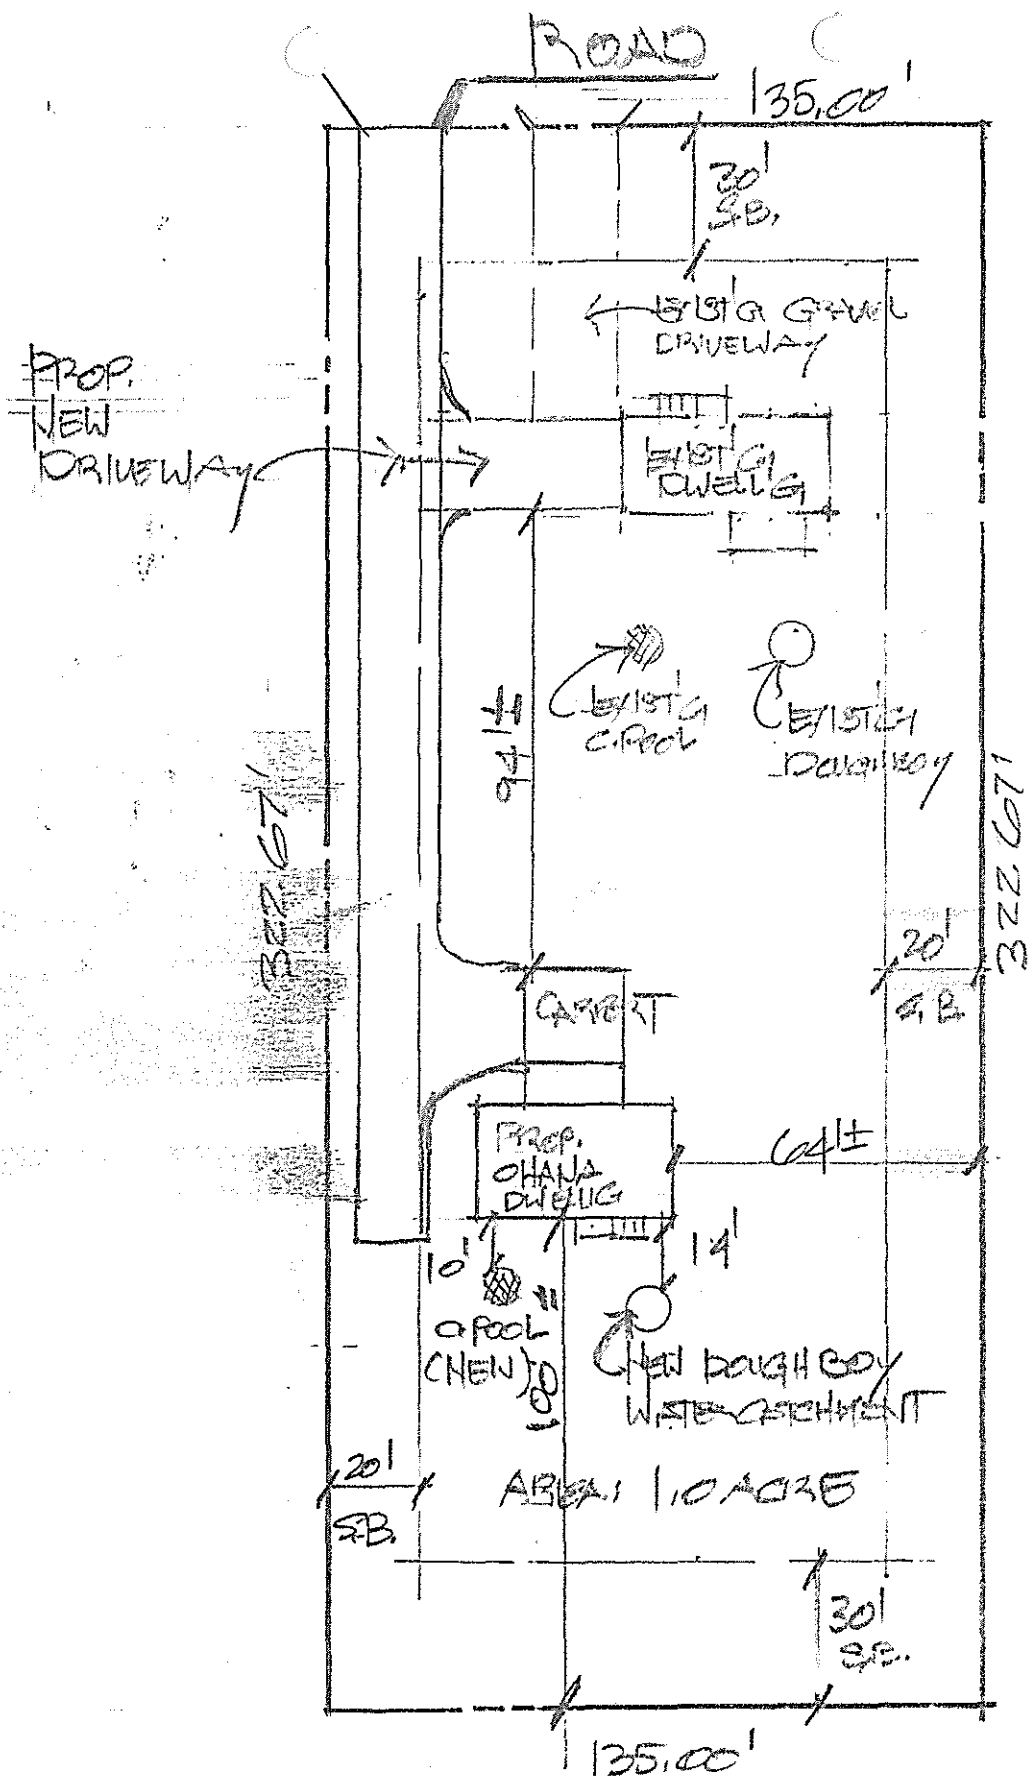 ROAD
135.00'
30'
S.B.
EXIST'G GRAVEL
DRIVEWAY
PROP.
NEW
DRIVEWAY
EXIST'G
DWELL'G
EXIST'G
C.POOL
EXIST'G
DOUGHBOY
94'±
322.67'
322.67'
20'
S.B.
CARPORT
PROP.
OHANA
DWELL'G
64'±
10'
14'
C.POOL
(NEW)
100'±
NEW DOUGHBOY
WATER CATCHMENT
20'
S.B.
AREA: 1.0 ACRE
30'
S.B.
135.00'